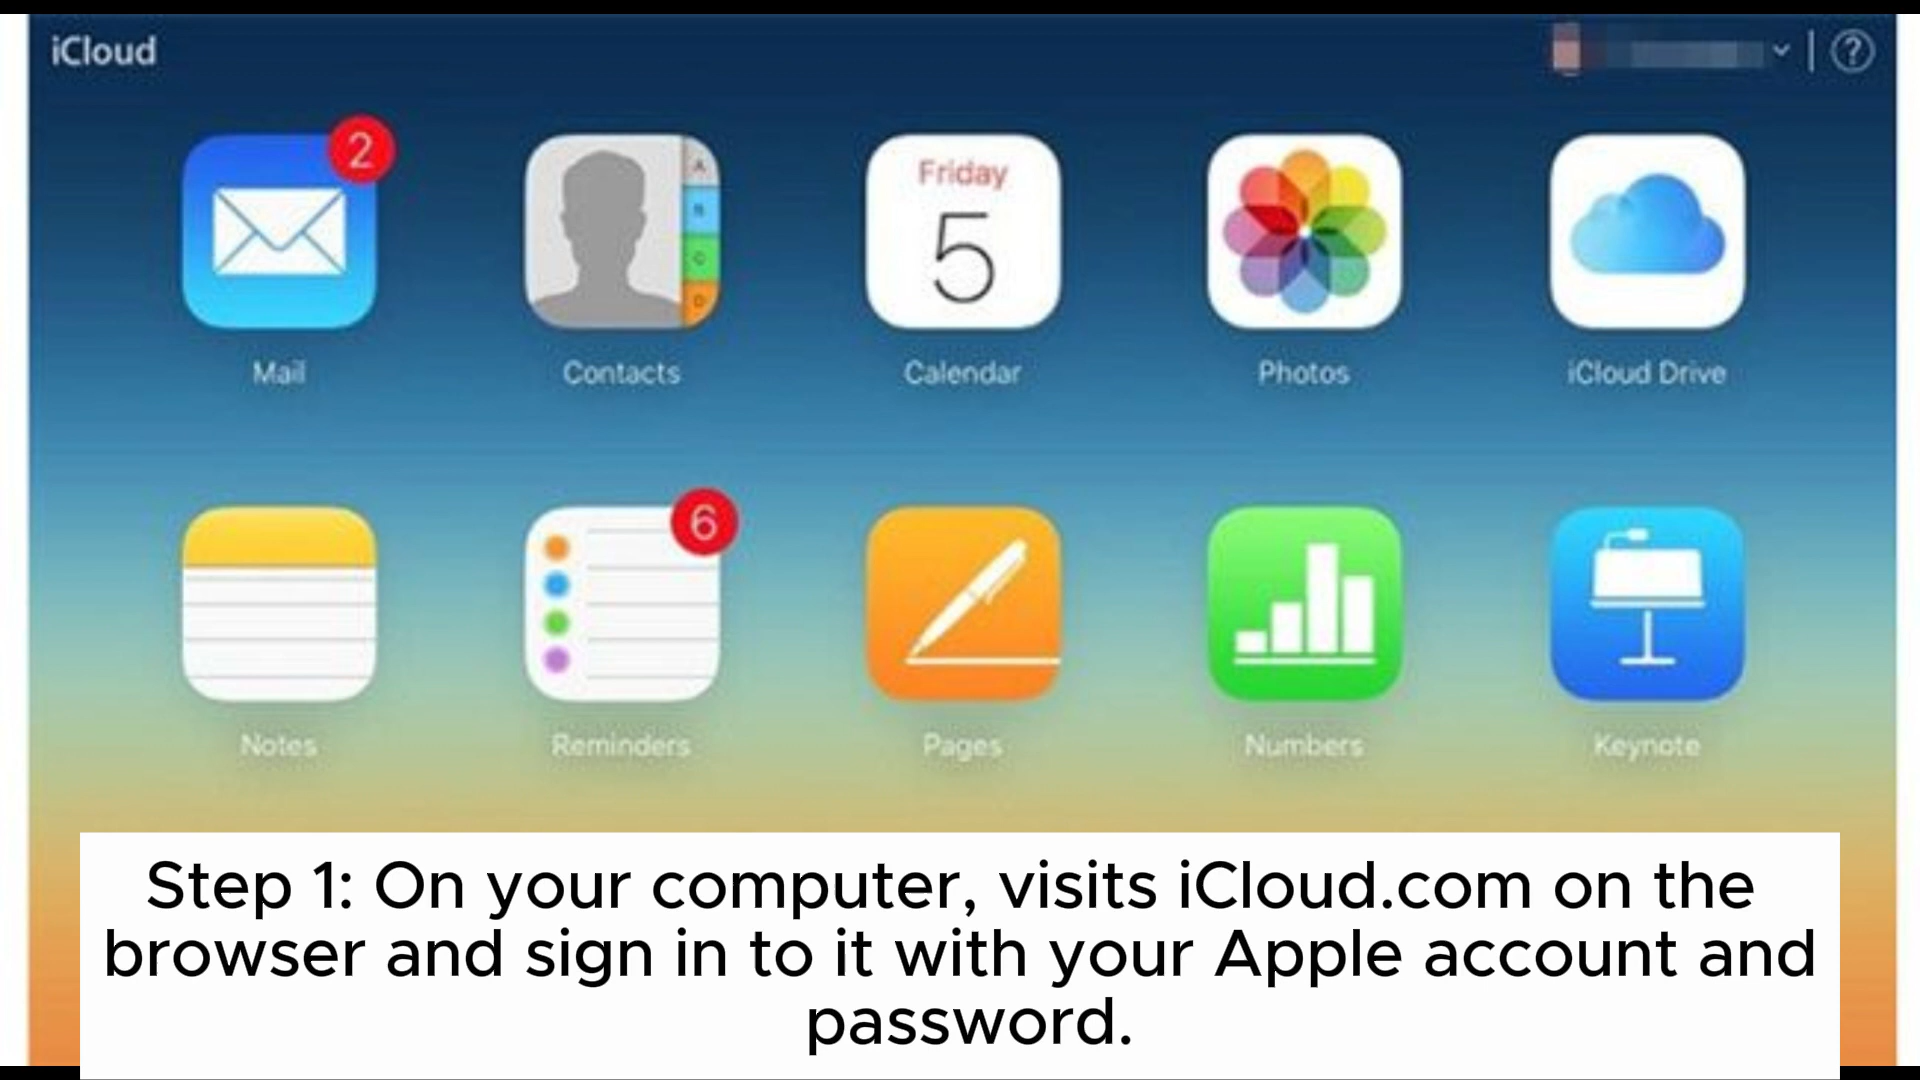 iCloud
2
A
B
C
D
Friday
5
Mail
Contacts
Calendar
Photos
iCloud Drive
6
Notes
Reminders
Pages
Numbers
Keynote
Step 1: On your computer, visits iCloud.com on the
browser and sign in to it with your Apple account and
password.